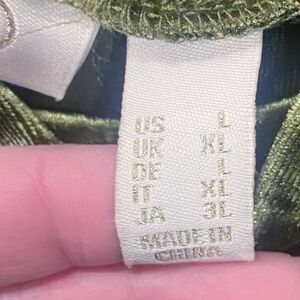 US L
UK XL
DE L
IT XL
JA 3L
MADE IN
CHINA